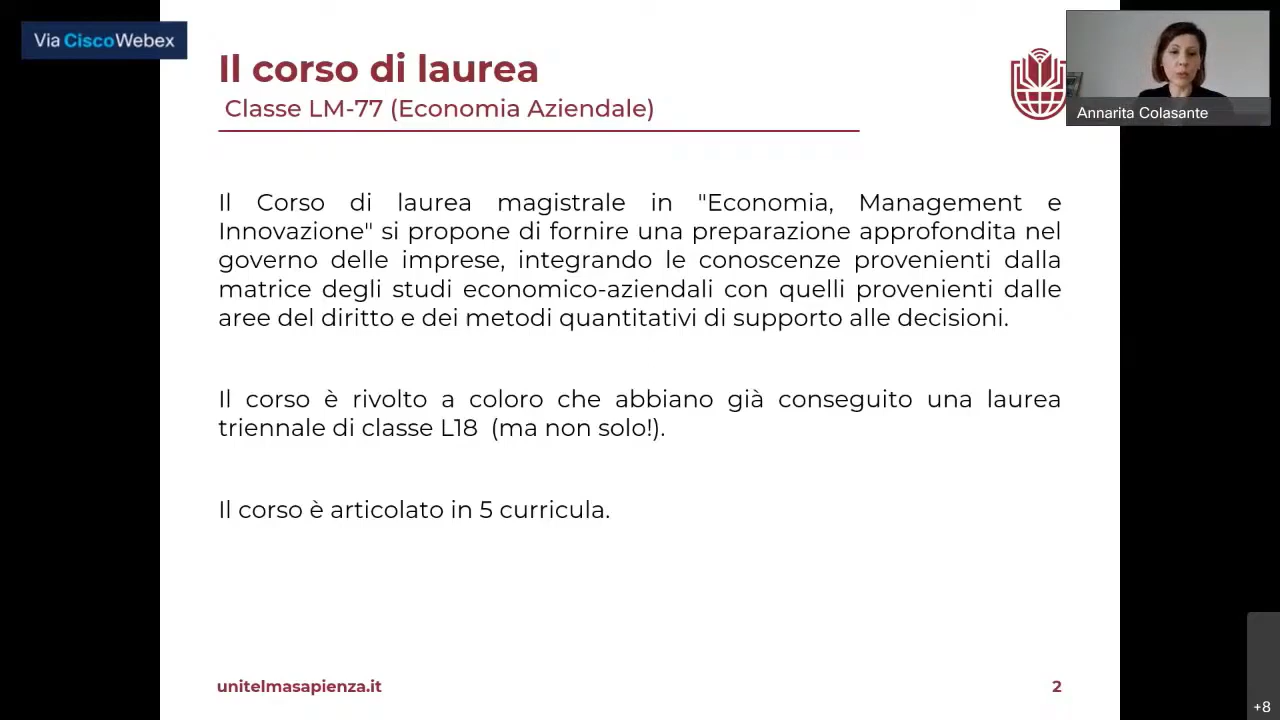 Via CiscoWebex
Il corso di laurea
Classe LM-77 (Economia Aziendale)
Annarita Colasante
Il Corso di laurea magistrale in "Economia, Management e
Innovazione" si propone di fornire una preparazione approfondita nel
governo delle imprese, integrando le conoscenze provenienti dalla
matrice degli studi economico-aziendali con quelli provenienti dalle
aree del diritto e dei metodi quantitativi di supporto alle decisioni.
Il corso è rivolto a coloro che abbiano già conseguito una laurea
triennale di classe L18 (ma non solo!).
Il corso è articolato in 5 curricula.
unitelmasapienza.it
2
+8